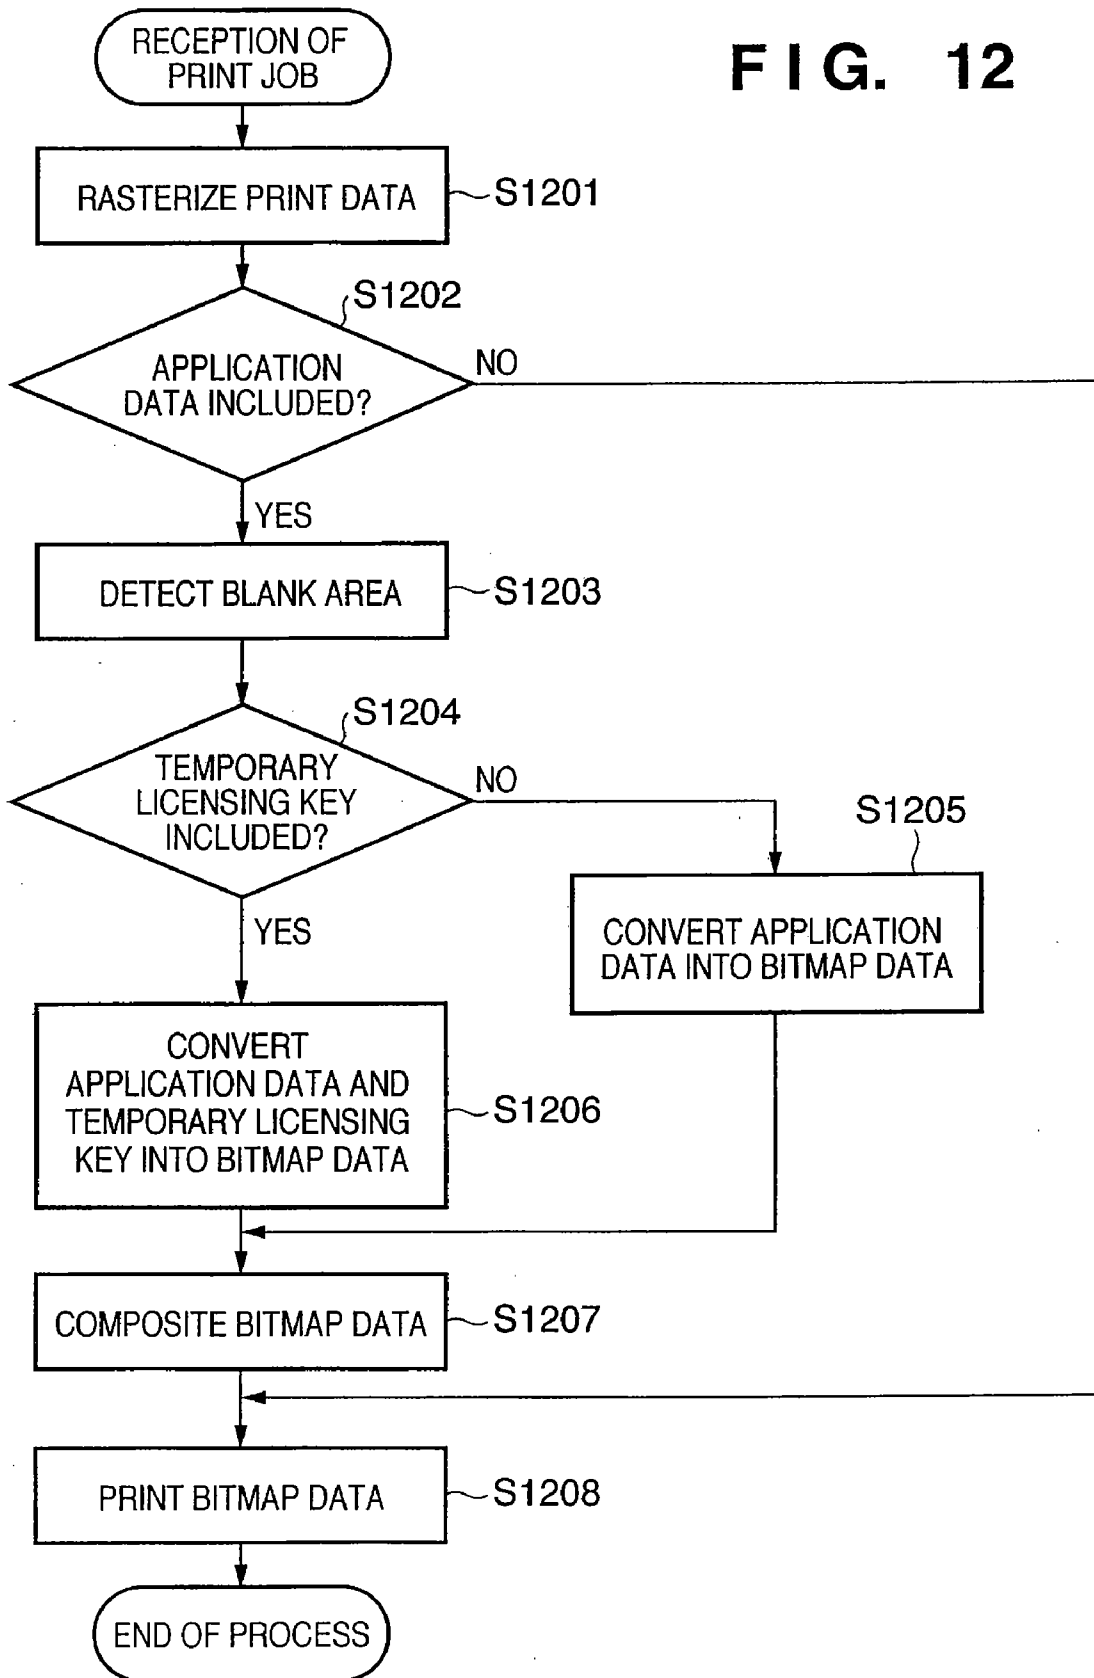 FIG. 12
RECEPTION OF
PRINT JOB
RASTERIZE PRINT DATA
S1201
S1202
APPLICATION
DATA INCLUDED?
NO
YES
DETECT BLANK AREA
S1203
S1204
TEMPORARY
LICENSING KEY
INCLUDED?
NO
YES
S1205
CONVERT APPLICATION
DATA INTO BITMAP DATA
CONVERT
APPLICATION DATA AND
TEMPORARY LICENSING
KEY INTO BITMAP DATA
S1206
COMPOSITE BITMAP DATA
S1207
PRINT BITMAP DATA
S1208
END OF PROCESS